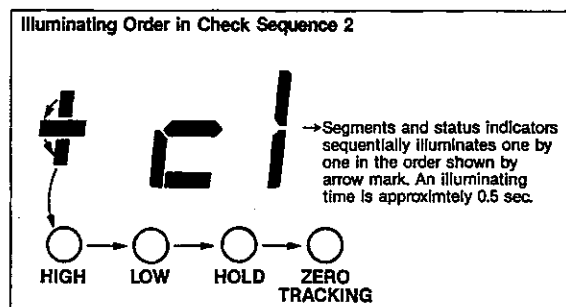 Illuminating Order in Check Sequence 2
+ c1
→Segments and status indicators
sequentially illuminates one by
one in the order shown by
arrow mark. An illuminating
time is approximtely 0.5 sec.
HIGH LOW HOLD ZERO
TRACKING